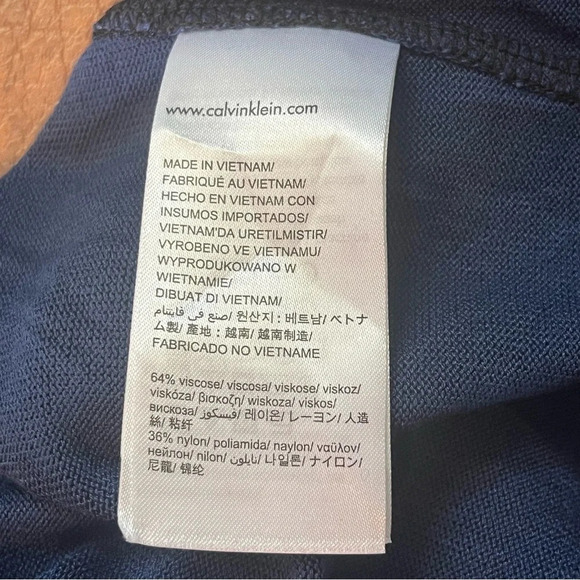 www.calvinklein.com
MADE IN VIETNAM/
FABRIQUÉ AU VIETNAM/
HECHO EN VIETNAM CON
INSUMOS IMPORTADOS/
VIETNAM'DA URETILMISTIR/
VYROBENO VE VIETNAMU/
WYPRODUKOWANO W
WIETNAMIE/
DIBUAT DI VIETNAM/
صنع في فايتنام/ 원산지 : 베트남/ ベトナ
ム製/ 產地 : 越南/ 越南制造/
FABRICADO NO VIETNAME
64% viscose/ viscosa/ viskose/ viskoz/
viskóza/ βισκοζη/ wiskoza/ viskos/
вискоза/ فيسكوز/ 레이온/ レーヨン/ 人造
絲/ 粘纤
36% nylon/ poliamida/ naylon/ ναϋλον/
нейлон/ nilon/ نايلون/ 나일론/ ナイロン/
尼龍/ 锦纶